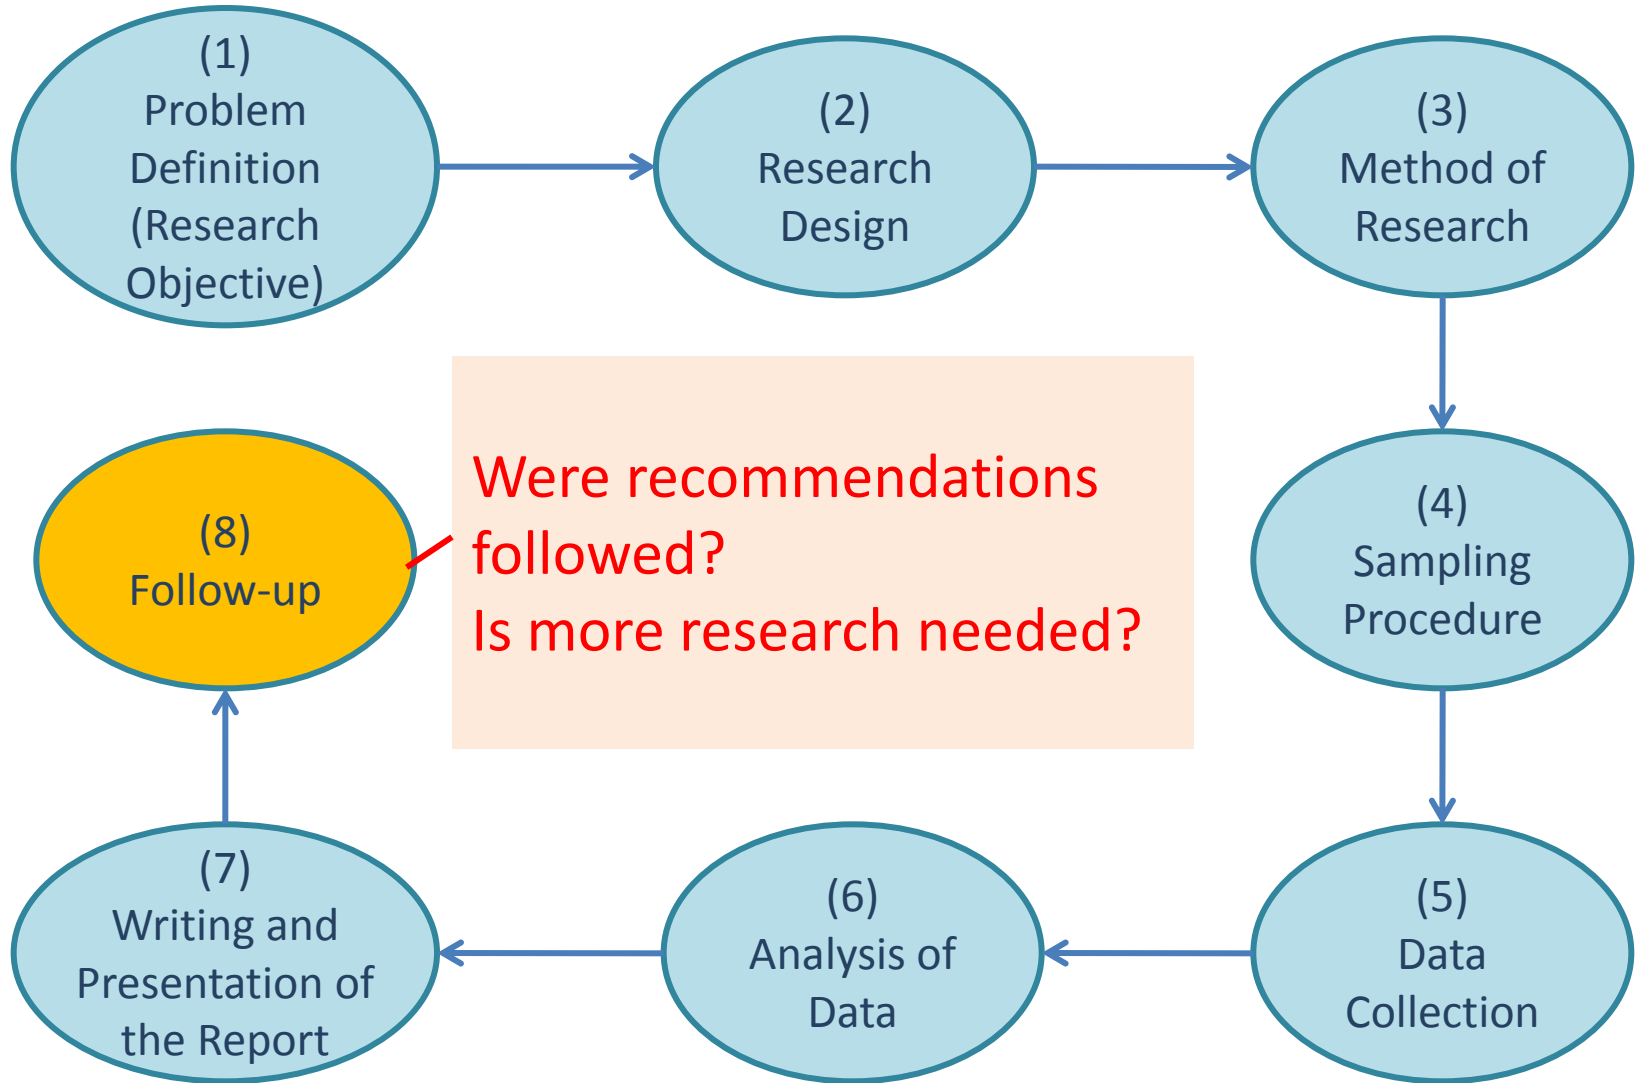 (1)
Problem
Definition
(Research
Objective)
(2)
Research
Design
(3)
Method of
Research
(4)
Sampling
Procedure
(5)
Data
Collection
(6)
Analysis of
Data
(7)
Writing and
Presentation of
the Report
(8)
Follow-up
Were recommendations
followed?
Is more research needed?